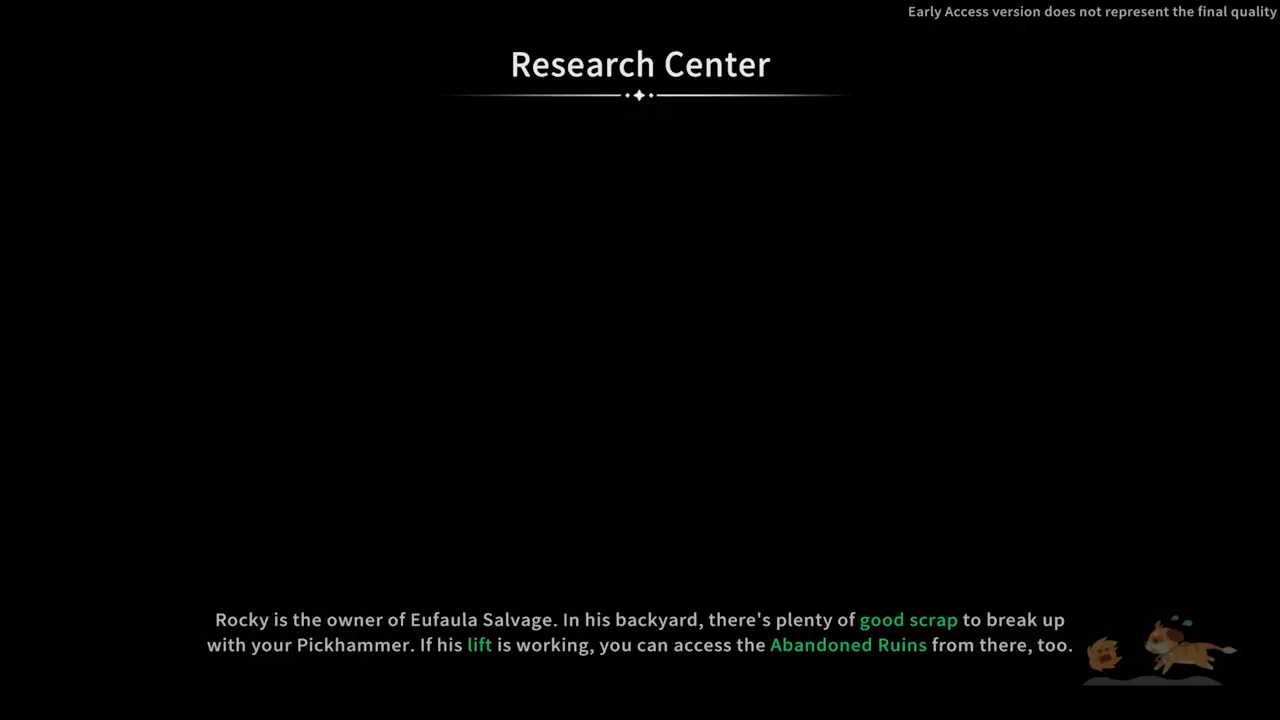 Early Access version does not represent the final quality
Research Center
Rocky is the owner of Eufaula Salvage. In his backyard, there's plenty of good scrap to break up
with your Pickhammer. If his lift is working, you can access the Abandoned Ruins from there, too.